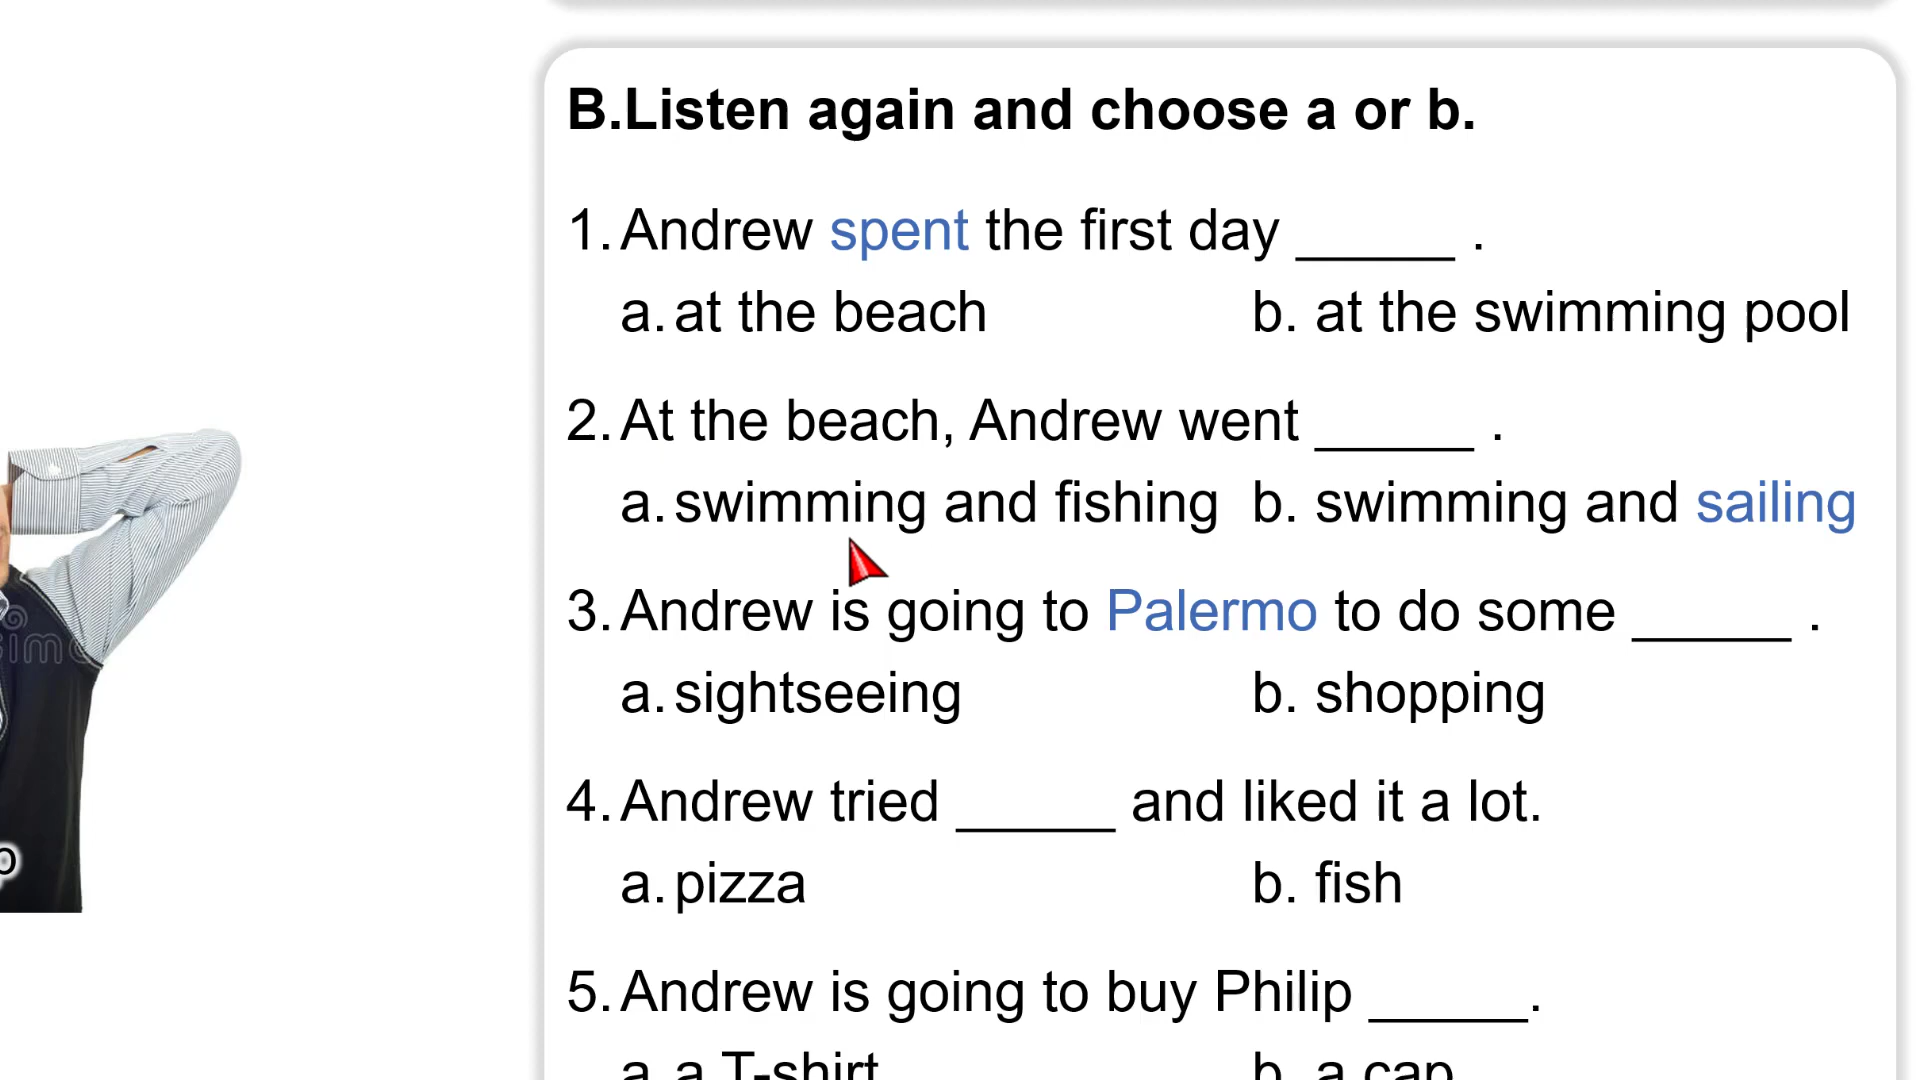 B.Listen again and choose a or b.
1. Andrew spent the first day _____ .
a. at the beach b. at the swimming pool
2. At the beach, Andrew went _____ .
a. swimming and fishing b. swimming and sailing
3. Andrew is going to Palermo to do some _____ .
a. sightseeing b. shopping
4. Andrew tried _____ and liked it a lot.
a. pizza b. fish
5. Andrew is going to buy Philip _____.
a. a T-shirt b. a cap